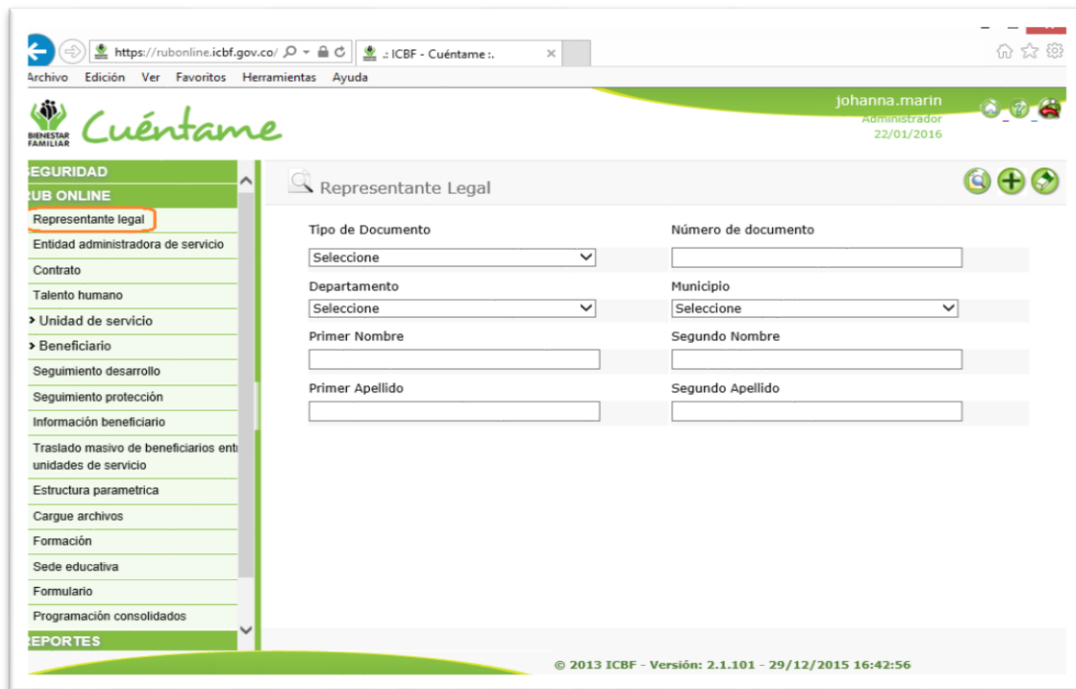 https://rubonline.icbf.gov.co/
.: ICBF - Cuéntame :.
Archivo Edición Ver Favoritos Herramientas Ayuda
BIENESTAR
FAMILIAR
Cuéntame
johanna.marin
Administrador
22/01/2016
SEGURIDAD
RUB ONLINE
Representante legal
Entidad administradora de servicio
Contrato
Talento humano
Unidad de servicio
Beneficiario
Seguimiento desarrollo
Seguimiento protección
Información beneficiario
Traslado masivo de beneficiarios ent
unidades de servicio
Estructura parametrica
Cargue archivos
Formación
Sede educativa
Formulario
Programación consolidados
REPORTES
Representante Legal
Tipo de Documento Número de documento
Seleccione
Departamento Municipio
Seleccione Seleccione
Primer Nombre Segundo Nombre
Primer Apellido Segundo Apellido
© 2013 ICBF - Versión: 2.1.101 - 29/12/2015 16:42:56